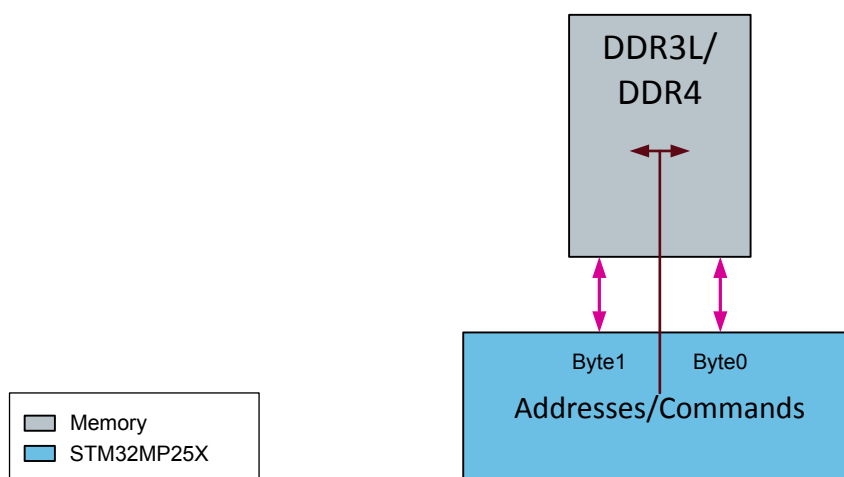 DDR3L/
DDR4
Byte1 Byte0
Addresses/Commands
Memory
STM32MP25X